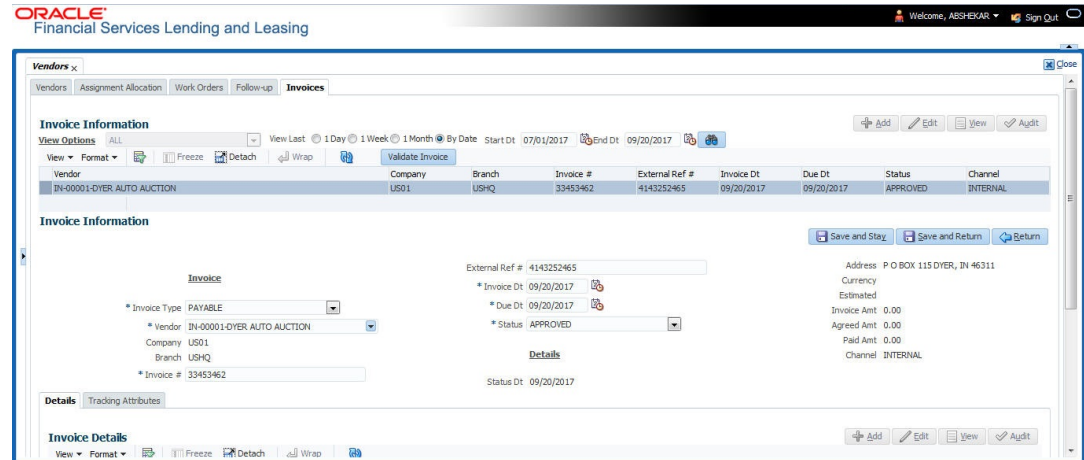 ORACLE®
Financial Services Lending and Leasing
Welcome, ABSHEKAR
Sign Out
Close
Vendors x
Vendors Assignment Allocation Work Orders Follow-up Invoices
Invoice Information
Add Edit View Audit
View Options ALL View Last 1 Day 1 Week 1 Month By Date Start Dt 07/01/2017 End Dt 09/20/2017
View Format Freeze Detach Wrap Validate Invoice
Vendor Company Branch Invoice # External Ref # Invoice Dt Due Dt Status Channel
IN-00001-DYER AUTO AUCTION US01 USHQ 33453462 4143252465 09/20/2017 09/20/2017 APPROVED INTERNAL
Invoice Information
Save and Stay Save and Return Return
Invoice
* Invoice Type PAYABLE
* Vendor IN-00001-DYER AUTO AUCTION
Company US01
Branch USHQ
* Invoice # 33453462
External Ref # 4143252465
* Invoice Dt 09/20/2017
* Due Dt 09/20/2017
* Status APPROVED
Details
Status Dt 09/20/2017
Address P O BOX 115 DYER, IN 46311
Currency
Estimated
Invoice Amt 0.00
Agreed Amt 0.00
Paid Amt 0.00
Channel INTERNAL
Details Tracking Attributes
Invoice Details
Add Edit View Audit
View Format Freeze Detach Wrap